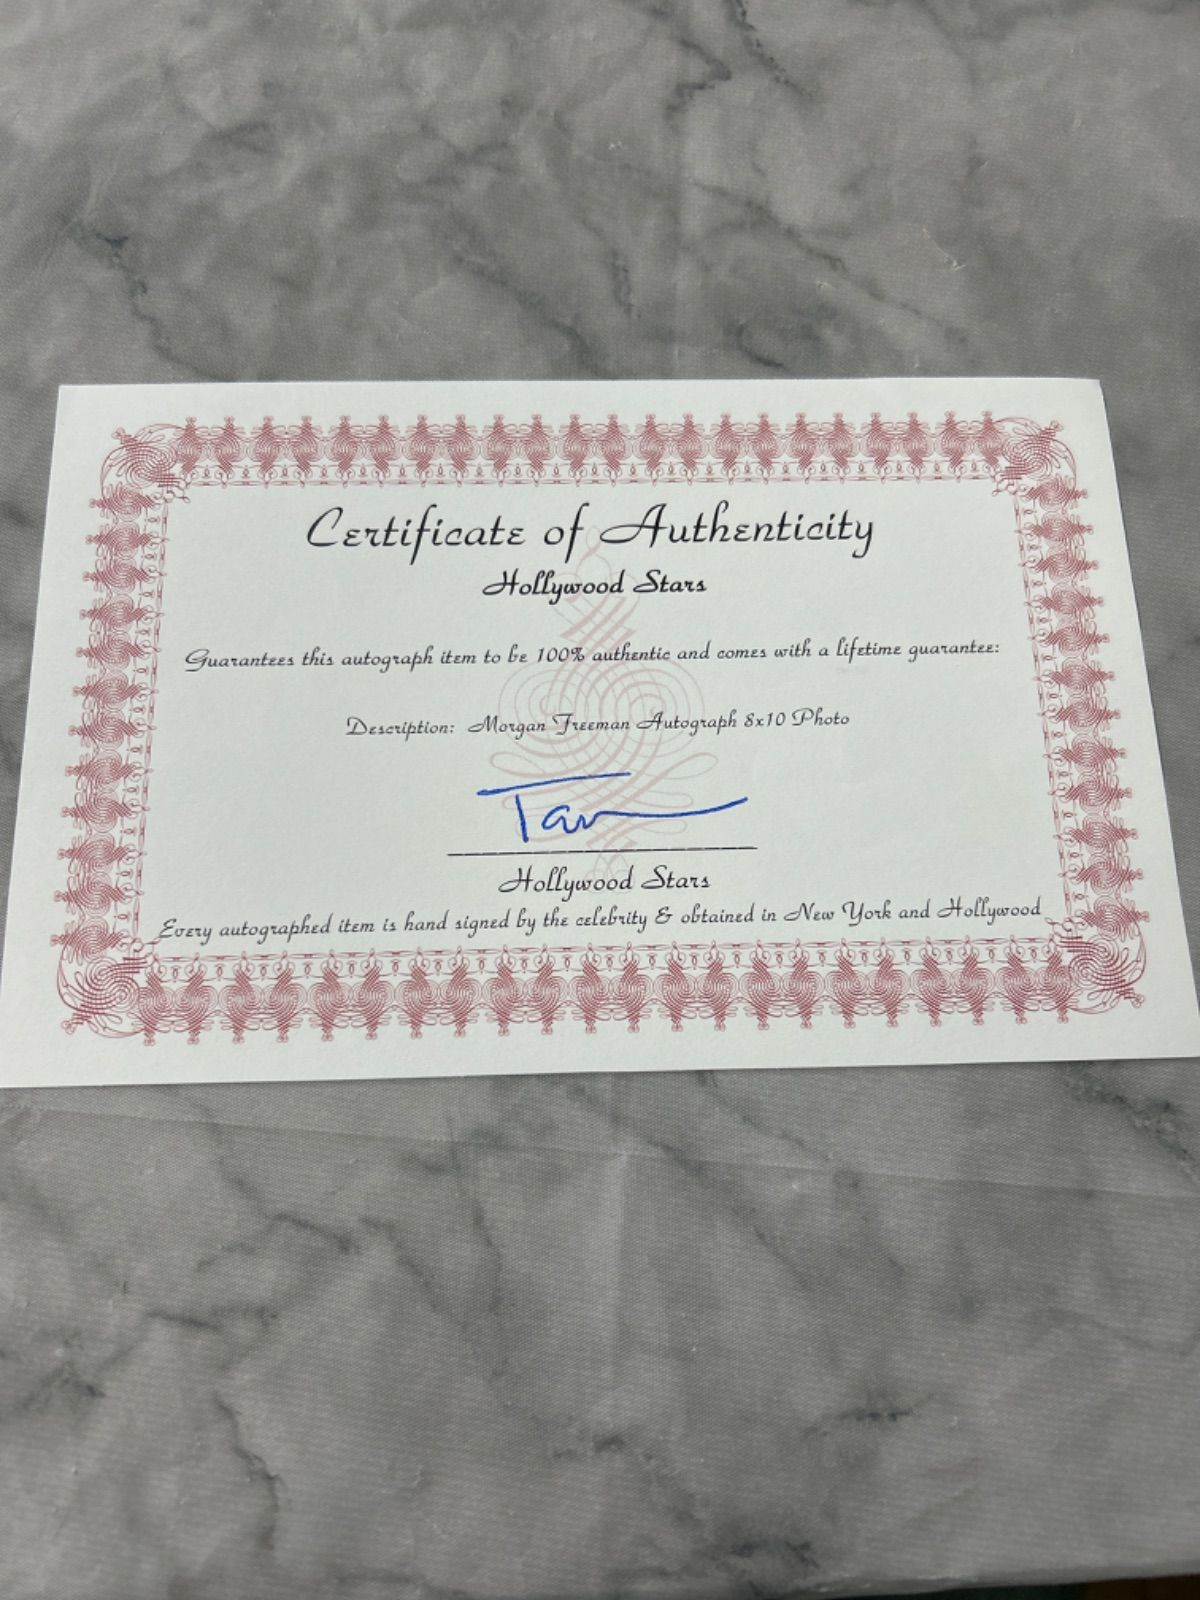 Certificate of Authenticity
Hollywood Stars
Guarantees this autograph item to be 100% authentic and comes with a lifetime guarantee:
Description: Morgan Freeman Autograph 8x10 Photo
Hollywood Stars
Every autographed item is hand signed by the celebrity & obtained in New York and Hollywood